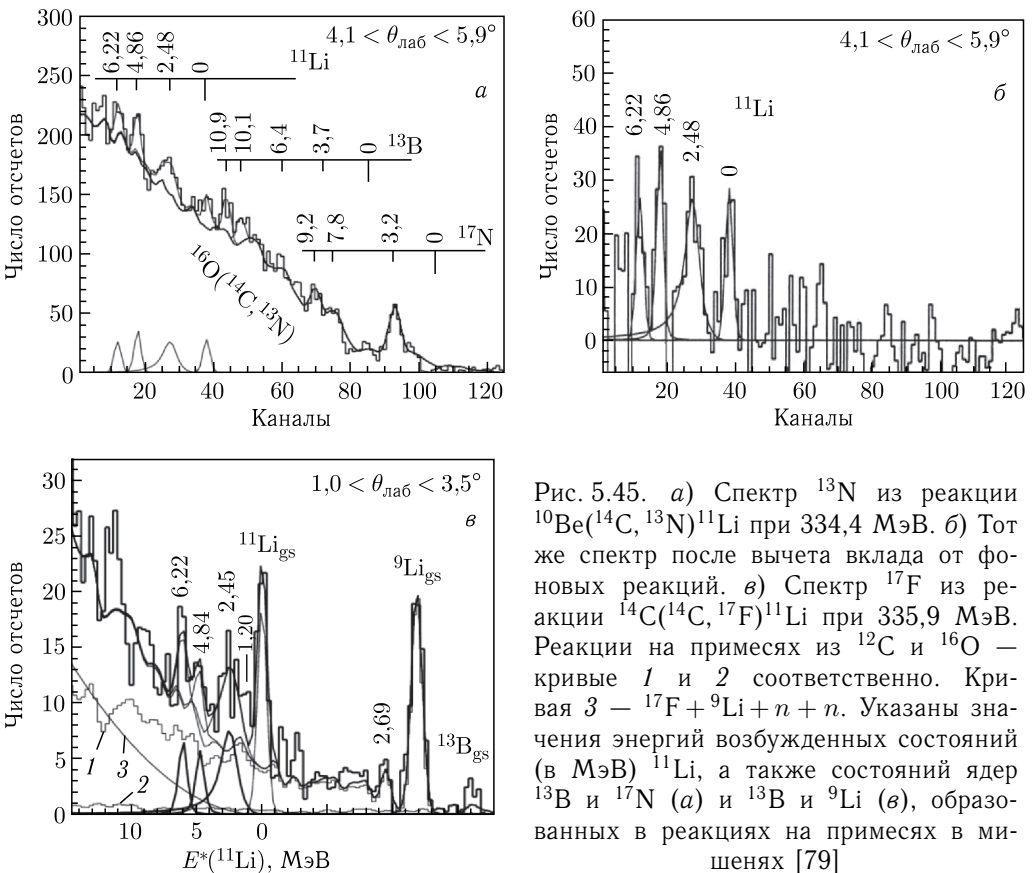 300
250
200
150
100
50
0
Число отсчетов
4,1 < θлаб < 5,9°
а
6,22
4,86
2,48
0
¹¹Li
10,9
10,1
6,4
3,7
0
¹³B
9,2
7,8
3,2
0
¹⁷N
¹⁶O(¹⁴C, ¹³N)
20 40 60 80 100 120
Каналы
60
50
40
30
20
10
0
Число отсчетов
4,1 < θлаб < 5,9°
б
¹¹Li
6,22
4,86
2,48
0
20 40 60 80 100 120
Каналы
30
25
20
15
10
5
0
Число отсчетов
1,0 < θлаб < 3,5°
в
¹¹Ligs
⁹Ligs
6,22
4,84
2,45
1,20
2,69
¹³Bgs
1
3
2
10 5 0
E*(¹¹Li), МэВ
Рис. 5.45. а) Спектр ¹³N из реакции
¹⁰Be(¹⁴C, ¹³N)¹¹Li при 334,4 МэВ. б) Тот
же спектр после вычета вклада от фо-
новых реакций. в) Спектр ¹⁷F из ре-
акции ¹⁴C(¹⁴C, ¹⁷F)¹¹Li при 335,9 МэВ.
Реакции на примесях из ¹²C и ¹⁶O —
кривые 1 и 2 соответственно. Кри-
вая 3 — ¹⁷F + ⁹Li + n + n. Указаны зна-
чения энергий возбужденных состояний
(в МэВ) ¹¹Li, а также состояний ядер
¹³B и ¹⁷N (а) и ¹³B и ⁹Li (в), образо-
ванных в реакциях на примесях в ми-
шенях [79]